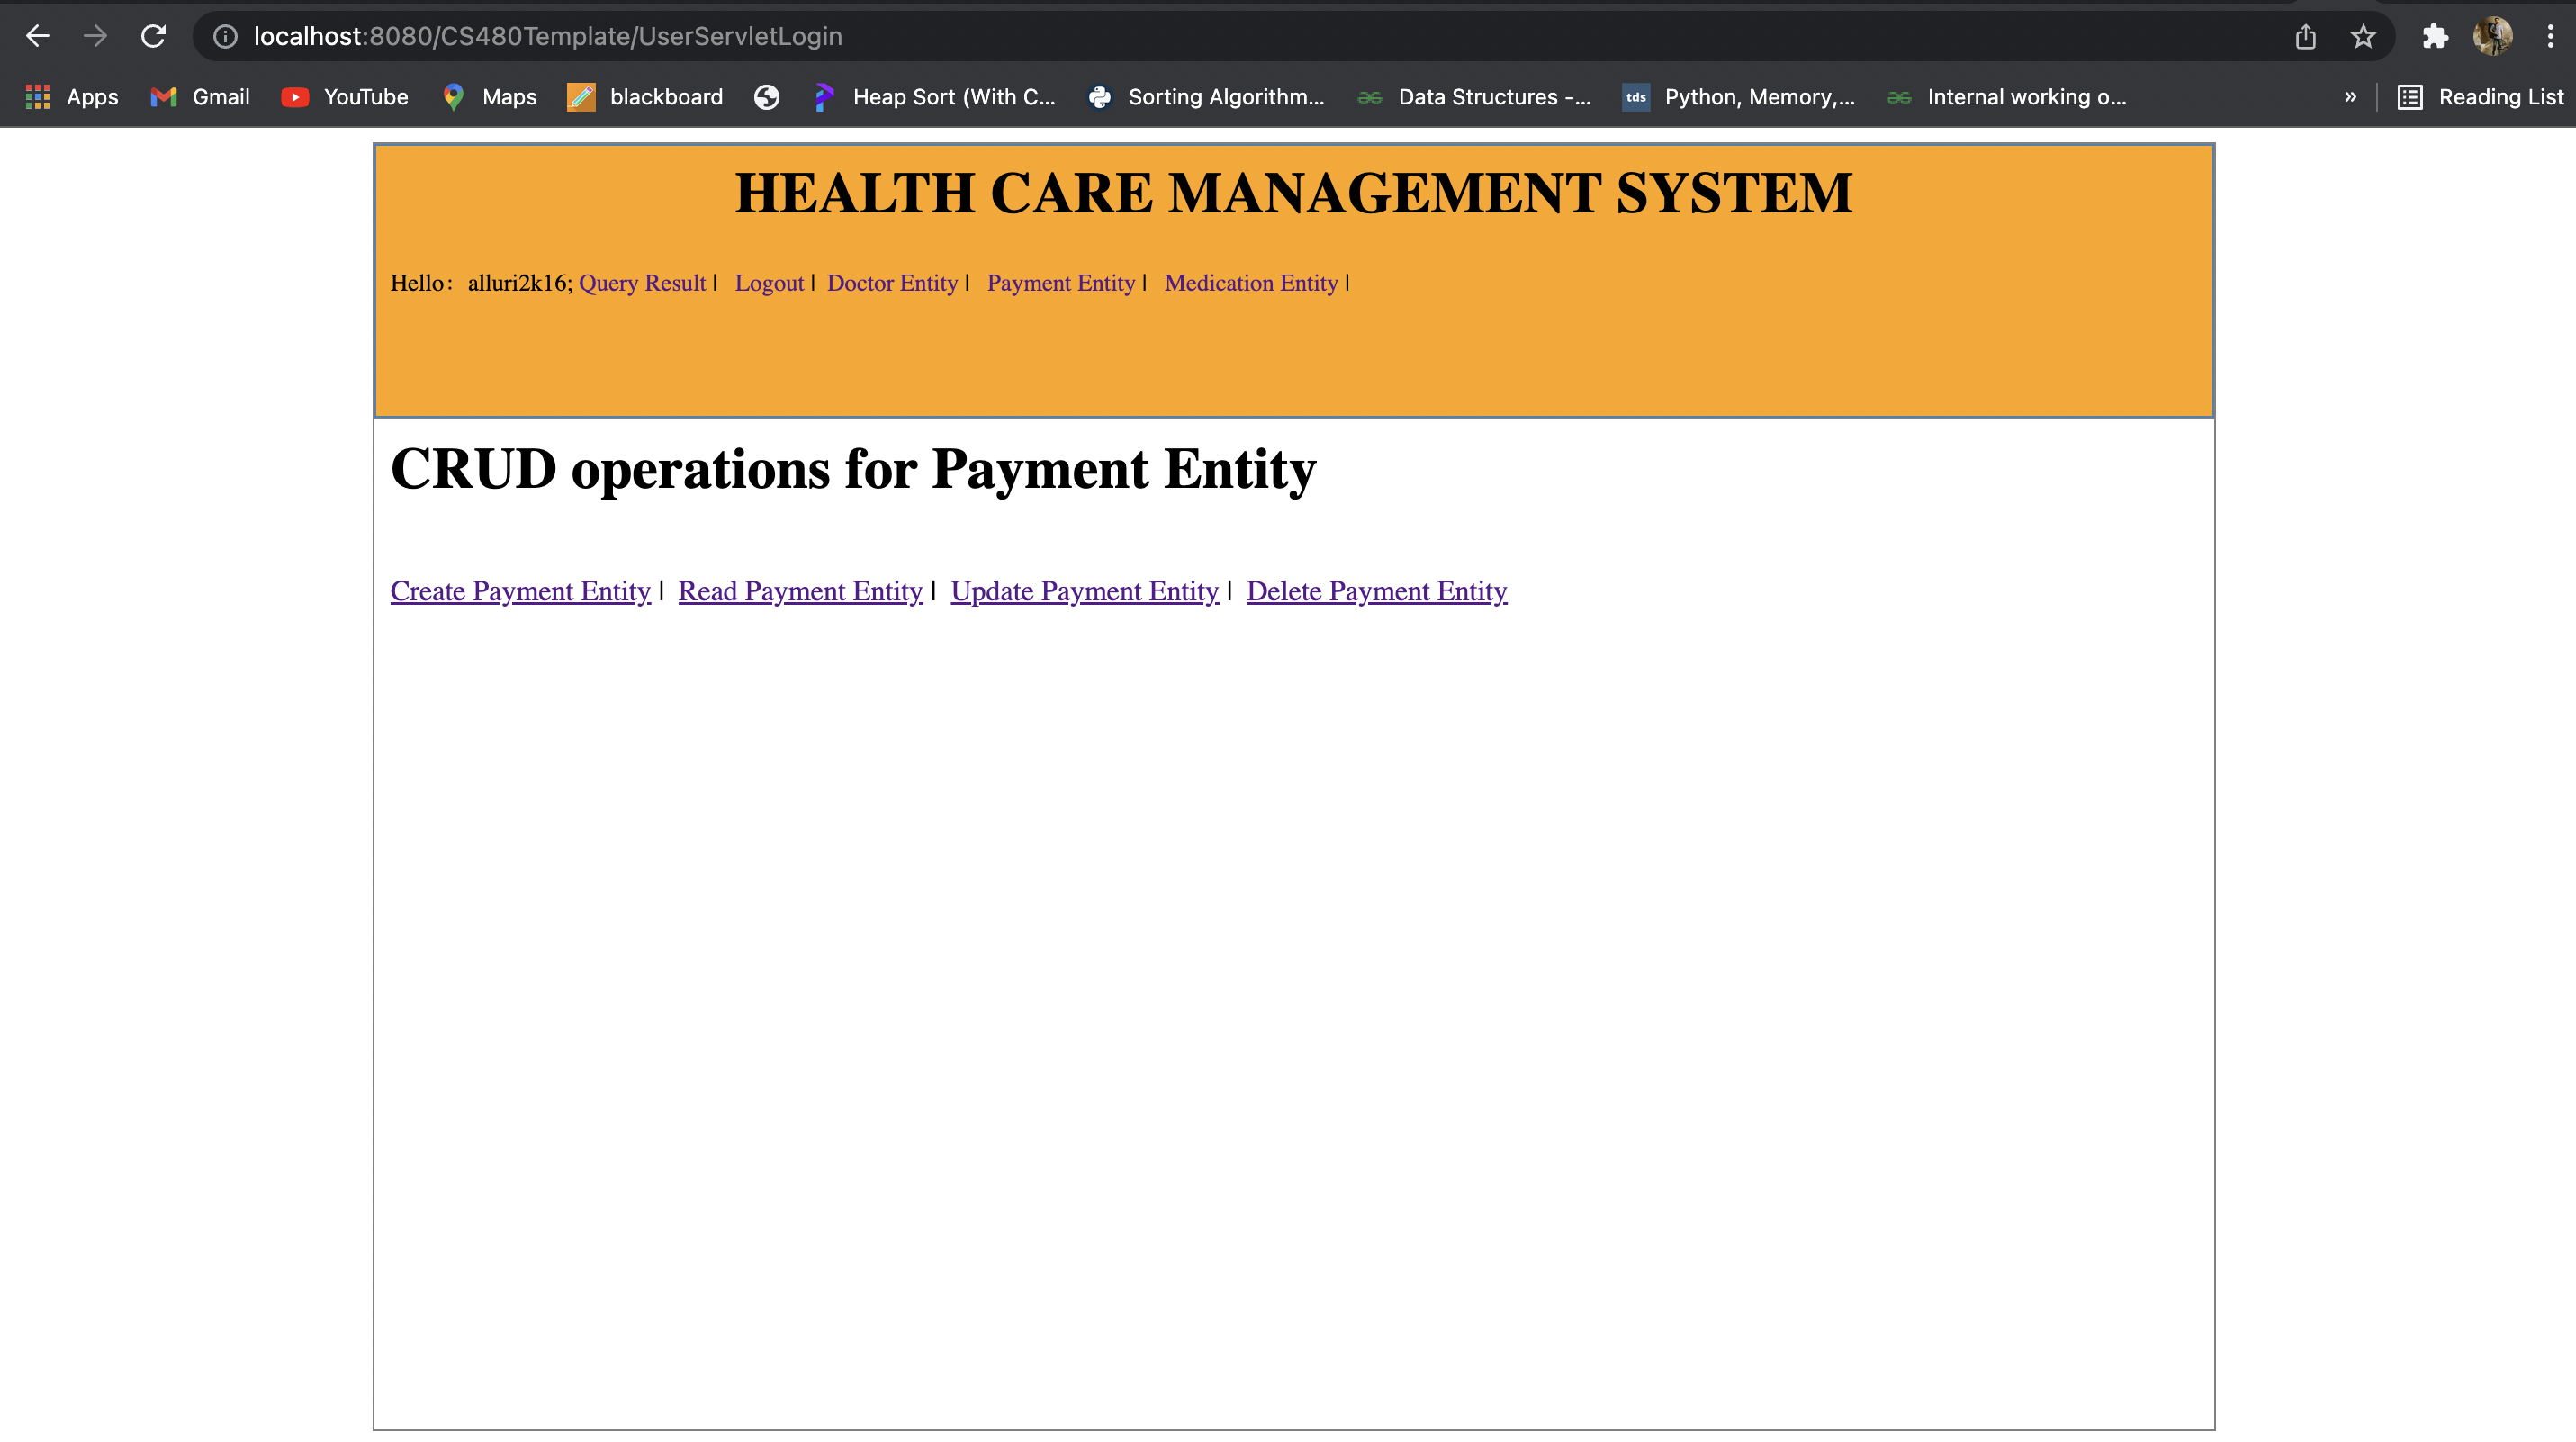 localhost:8080/CS480Template/UserServletLogin
Apps Gmail YouTube Maps blackboard Heap Sort (With C... Sorting Algorithm... Data Structures -... tds Python, Memory,... Internal working o... » Reading List
HEALTH CARE MANAGEMENT SYSTEM
Hello: alluri2k16; Query Result | Logout | Doctor Entity | Payment Entity | Medication Entity |
CRUD operations for Payment Entity
Create Payment Entity | Read Payment Entity | Update Payment Entity | Delete Payment Entity